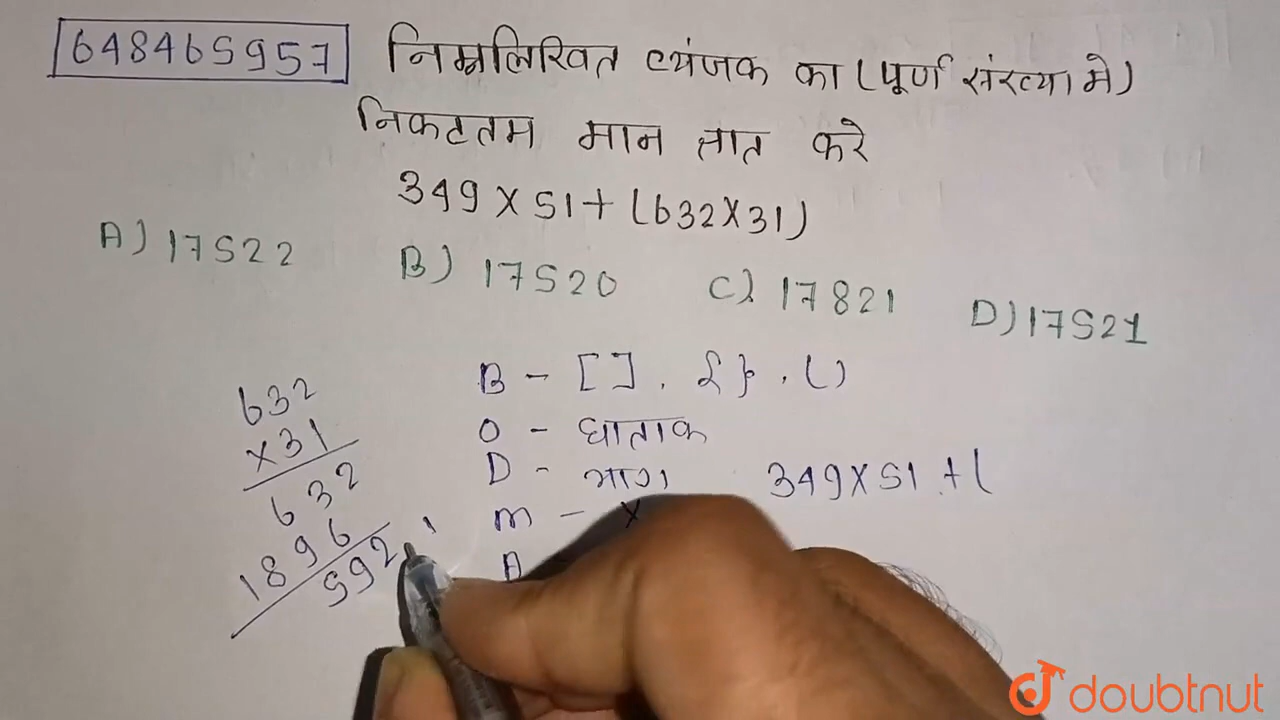 648465957 निम्नलिखित व्यंजक का (पूर्ण संख्या मे)
निकटतम मान ज्ञात करे
349 × 51 + (632 × 31)
A) 17522 B) 17520 C) 17821 D) 17521
B - [ ] , { } , ( )
O - घाताक
D - भाग
m - ×
A
632
×31
632
1896
592
349 × 51 + (
doubtnut